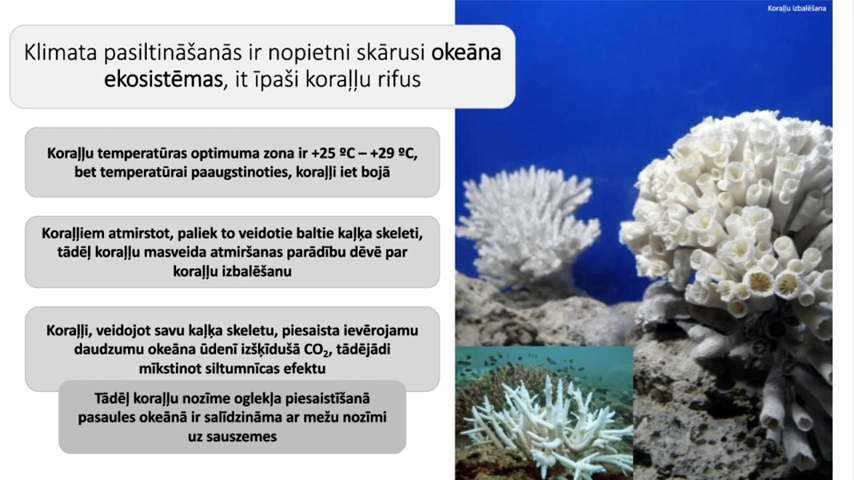 Koraļļu izbalēšana
Klimata pasiltināšanās ir nopietni skārusi okeāna
ekosistēmas, it īpaši koraļļu rifus
Koraļļu temperatūras optimuma zona ir +25 ºC – +29 ºC,
bet temperatūrai paaugstinoties, koraļļi iet bojā
Koraļļiem atmirstot, paliek to veidotie baltie kaļķa skeleti,
tādēļ koraļļu masveida atmiršanas parādību dēvē par
koraļļu izbalēšanu
Koraļļi, veidojot savu kaļķa skeletu, piesaista ievērojamu
daudzumu okeāna ūdenī izšķīdušā CO₂, tādējādi
mīkstinot siltumnīcas efektu
Tādēļ koraļļu nozīme oglekļa piesaistīšanā
pasaules okeānā ir salīdzināma ar mežu nozīmi
uz sauszemes